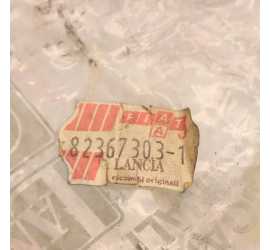 FIAT
A
82367303-1
LANCIA
ricambi originali